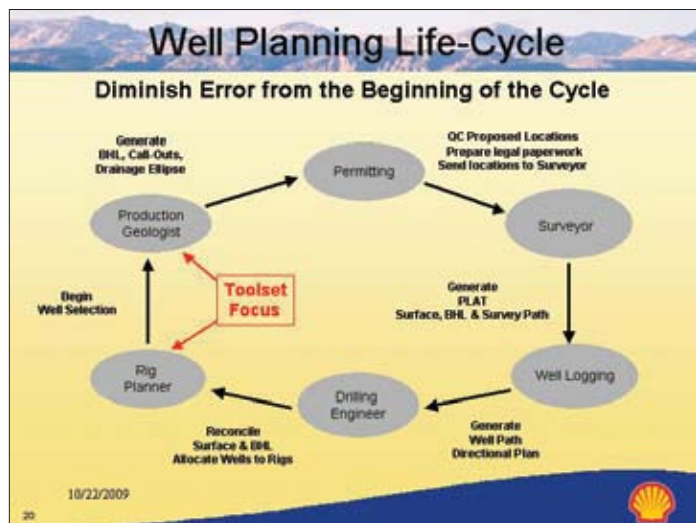 Well Planning Life-Cycle
Diminish Error from the Beginning of the Cycle
Generate
BHL, Call-Outs,
Drainage Ellipse
Permitting
QC Proposed Locations
Prepare legal paperwork
Send locations to Surveyor
Production
Geologist
Surveyor
Toolset
Focus
Begin
Well Selection
Generate
PLAT
Surface, BHL & Survey Path
Rig
Planner
Drilling
Engineer
Well Logging
Reconcile
Surface & BHL
Allocate Wells to Rigs
Generate
Well Path
Directional Plan
10/22/2009
20